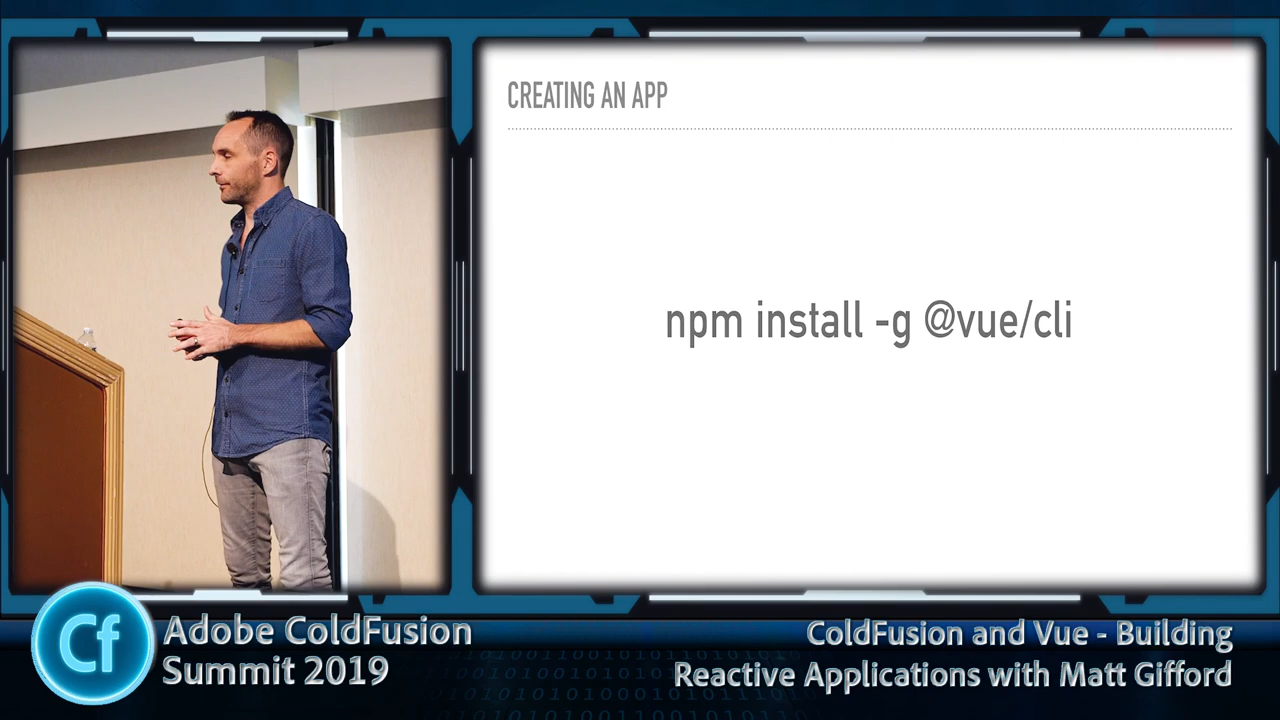 CREATING AN APP
npm install -g @vue/cli
Cf
Adobe ColdFusion
Summit 2019
ColdFusion and Vue - Building
Reactive Applications with Matt Gifford